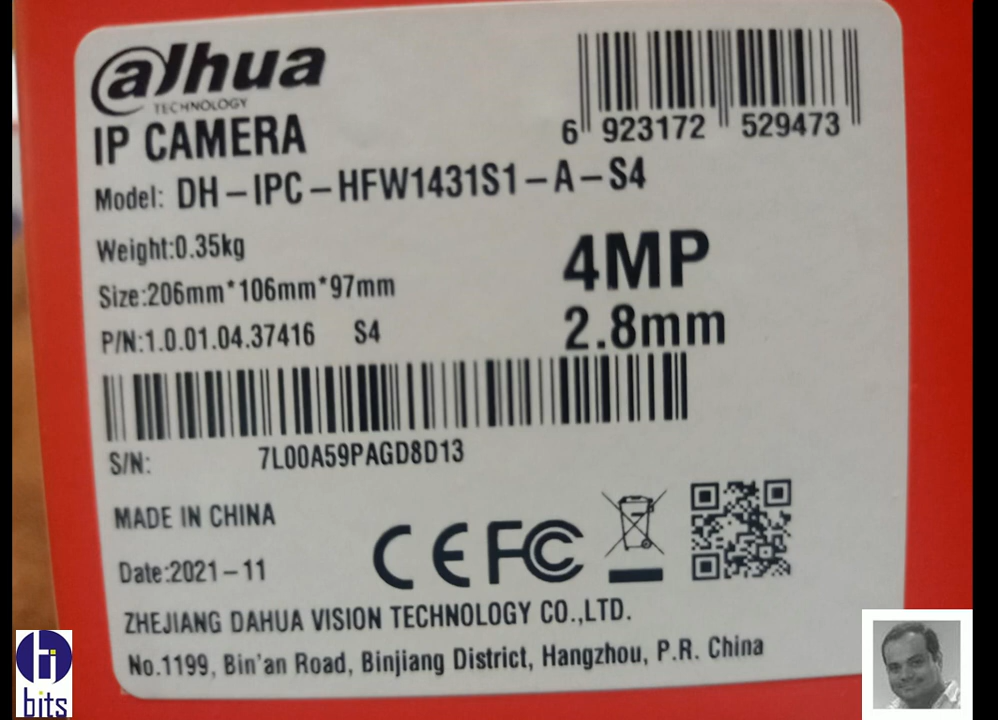 alhua
TECHNOLOGY
IP CAMERA
6 923172 529473
Model: DH-IPC-HFW1431S1-A-S4
Weight:0.35kg
Size:206mm*106mm*97mm
P/N:1.0.01.04.37416 S4
4MP
2.8mm
S/N: 7L00A59PAGD8D13
MADE IN CHINA
Date:2021-11
CE FC
ZHEJIANG DAHUA VISION TECHNOLOGY CO.,LTD.
No.1199, Bin'an Road, Binjiang District, Hangzhou, P.R. China
hi
bits